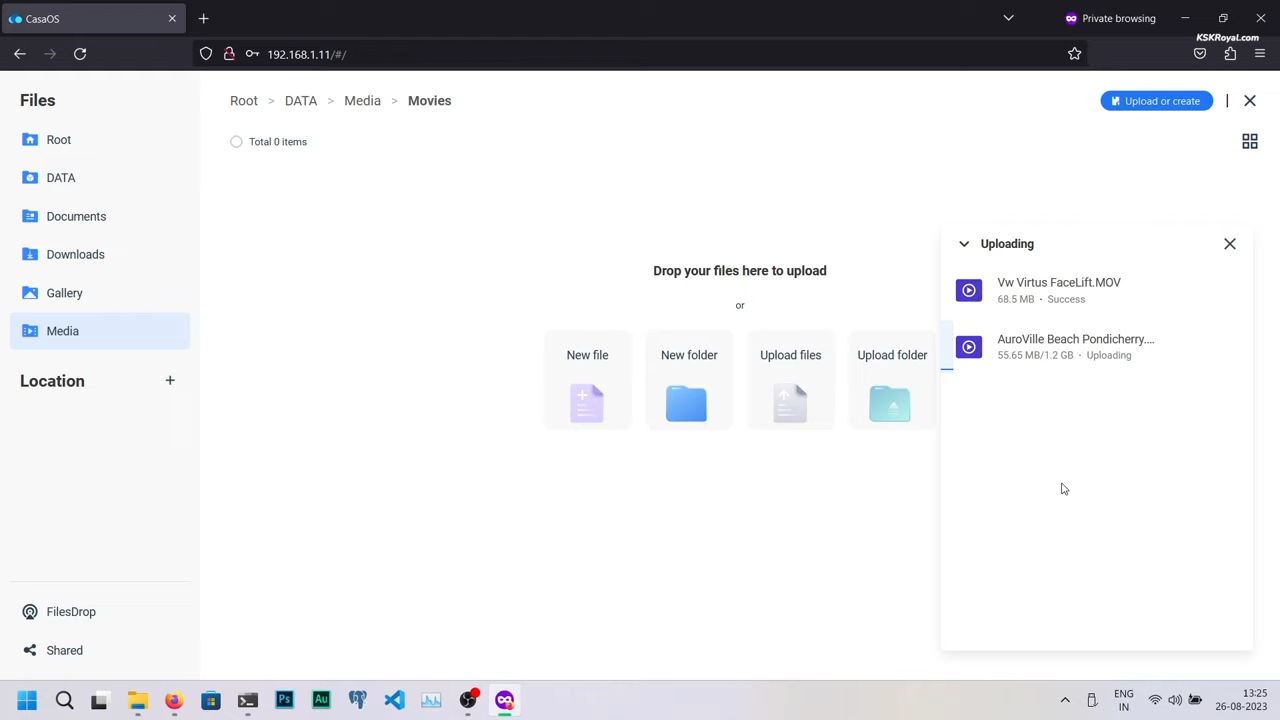 CasaOS
Private browsing
KSKRoyal.com
192.168.1.11/#/
Files
Root > DATA > Media > Movies
Upload or create
Total 0 items
Root
DATA
Documents
Downloads
Gallery
Media
Location
FilesDrop
Shared
Drop your files here to upload
or
New file
New folder
Upload files
Upload folder
Uploading
Vw Virtus FaceLift.MOV
68.5 MB · Success
AuroVille Beach Pondicherry....
55.65 MB/1.2 GB · Uploading
Ps
Au
ENG
IN
13:25
26-08-2023